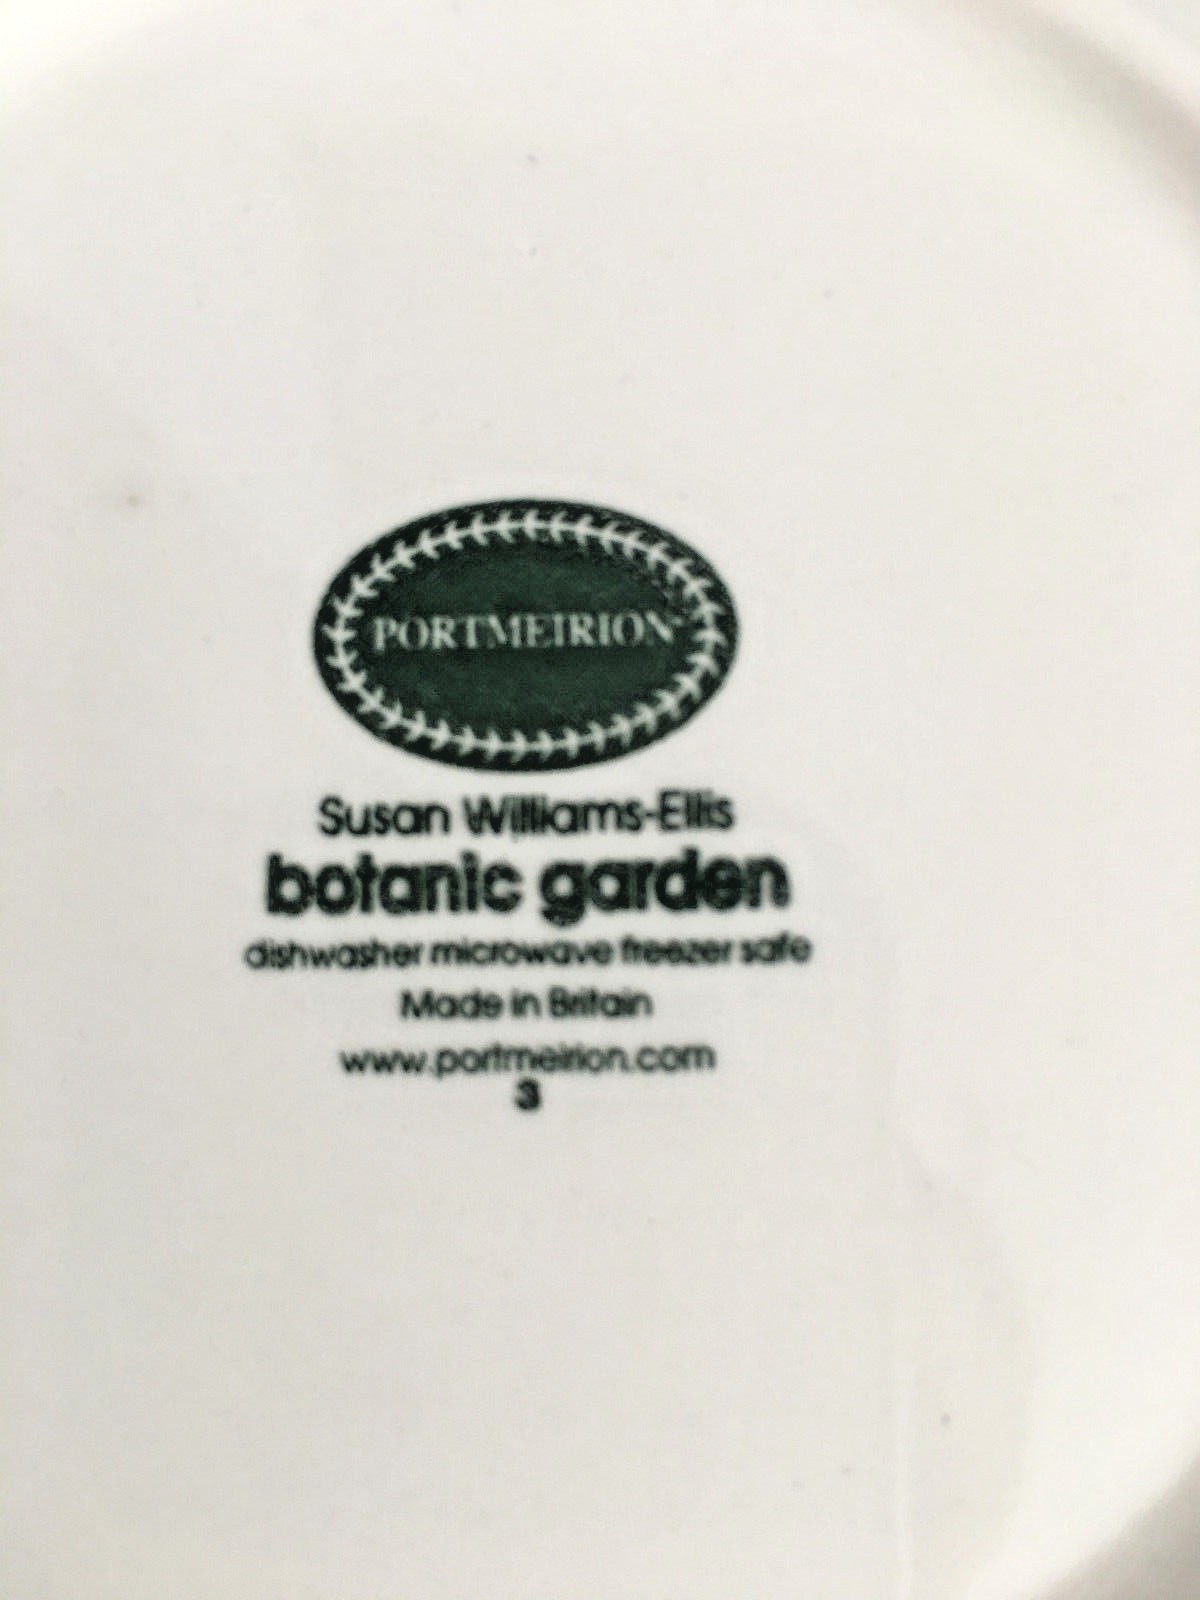 PORTMEIRION
Susan Williams-Ellis
botanic garden
dishwasher microwave freezer safe
Made in Britain
www.portmeirion.com
3